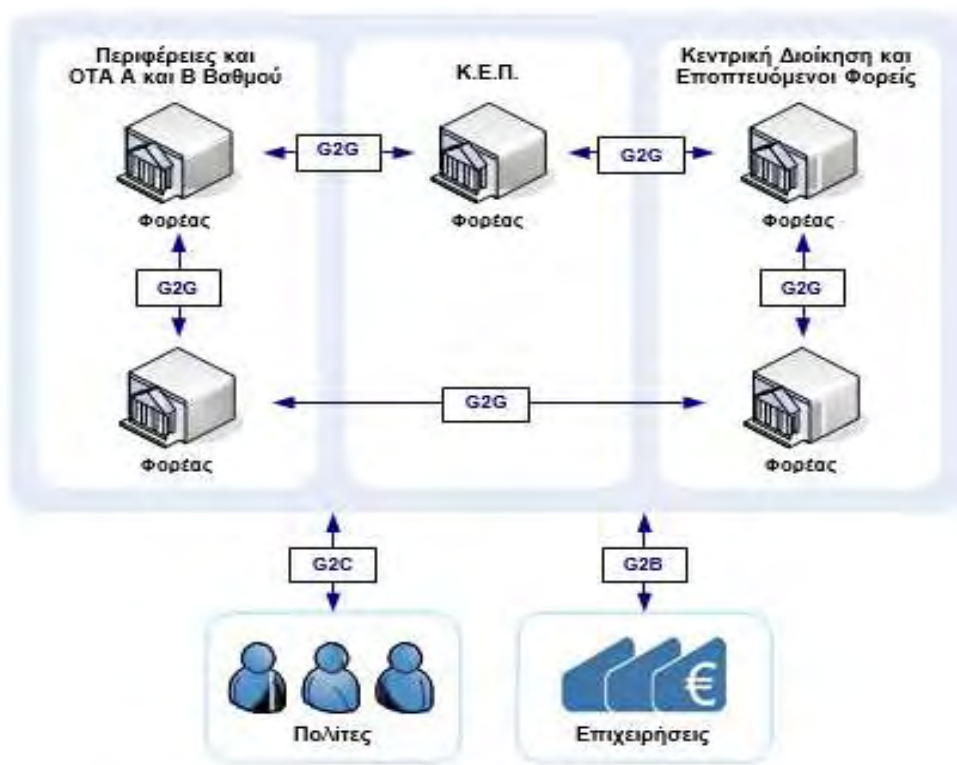 Περιφέρειες και
ΟΤΑ Α και Β Βαθμού
Κ.Ε.Π.
Κεντρική Διοίκηση και
Εποπτευόμενοι Φορείς
G2G
G2G
Φορέας
Φορέας
Φορέας
G2G
G2G
G2G
Φορέας
Φορέας
G2C
G2B
€
Πολίτες
Επιχειρήσεις